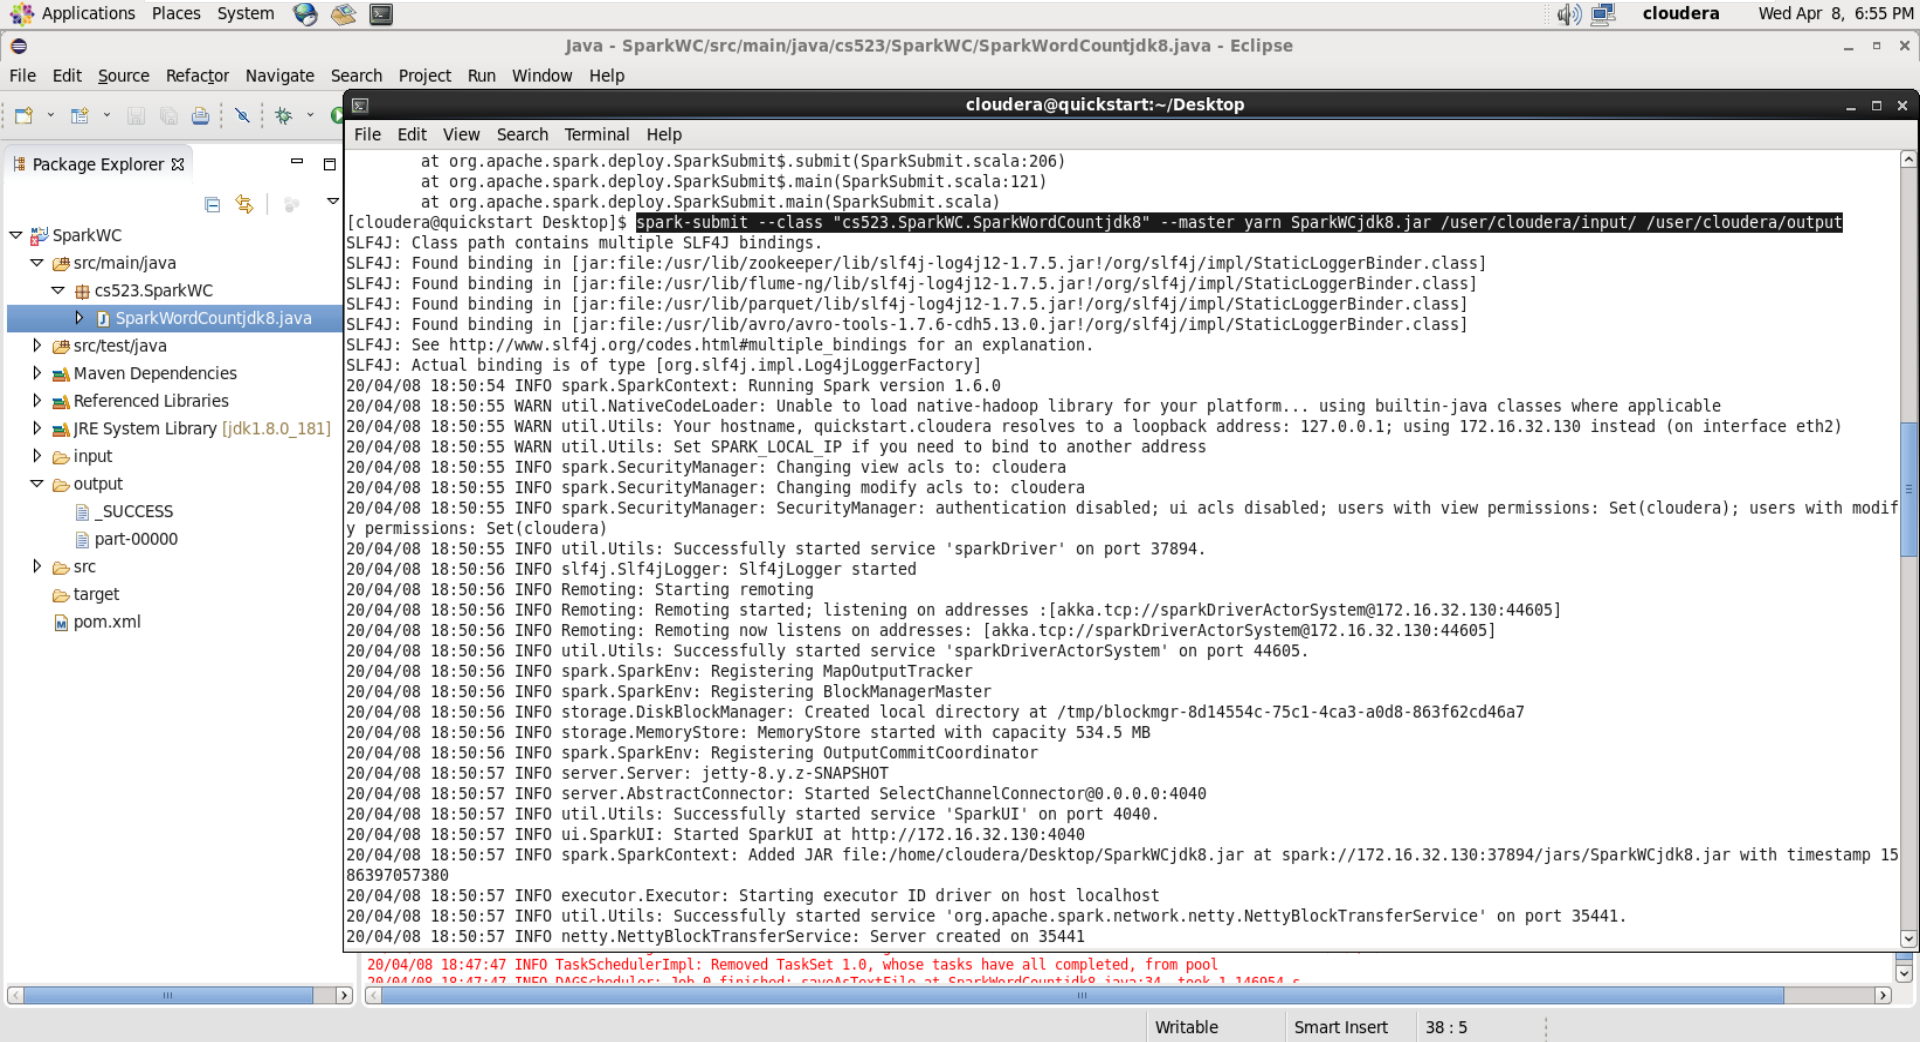 Applications Places System cloudera Wed Apr 8, 6:55 PM
Java - SparkWC/src/main/java/cs523/SparkWC/SparkWordCountjdk8.java - Eclipse
File Edit Source Refactor Navigate Search Project Run Window Help
cloudera@quickstart:~/Desktop
File Edit View Search Terminal Help
Package Explorer
SparkWC
src/main/java
cs523.SparkWC
SparkWordCountjdk8.java
src/test/java
Maven Dependencies
Referenced Libraries
JRE System Library [jdk1.8.0_181]
input
output
_SUCCESS
part-00000
src
target
pom.xml
at org.apache.spark.deploy.SparkSubmit$.submit(SparkSubmit.scala:206)
at org.apache.spark.deploy.SparkSubmit$.main(SparkSubmit.scala:121)
at org.apache.spark.deploy.SparkSubmit.main(SparkSubmit.scala)
[cloudera@quickstart Desktop]$ spark-submit --class "cs523.SparkWC.SparkWordCountjdk8" --master yarn SparkWCjdk8.jar /user/cloudera/input/ /user/cloudera/output
SLF4J: Class path contains multiple SLF4J bindings.
SLF4J: Found binding in [jar:file:/usr/lib/zookeeper/lib/slf4j-log4j12-1.7.5.jar!/org/slf4j/impl/StaticLoggerBinder.class]
SLF4J: Found binding in [jar:file:/usr/lib/flume-ng/lib/slf4j-log4j12-1.7.5.jar!/org/slf4j/impl/StaticLoggerBinder.class]
SLF4J: Found binding in [jar:file:/usr/lib/parquet/lib/slf4j-log4j12-1.7.5.jar!/org/slf4j/impl/StaticLoggerBinder.class]
SLF4J: Found binding in [jar:file:/usr/lib/avro/avro-tools-1.7.6-cdh5.13.0.jar!/org/slf4j/impl/StaticLoggerBinder.class]
SLF4J: See http://www.slf4j.org/codes.html#multiple_bindings for an explanation.
SLF4J: Actual binding is of type [org.slf4j.impl.Log4jLoggerFactory]
20/04/08 18:50:54 INFO spark.SparkContext: Running Spark version 1.6.0
20/04/08 18:50:55 WARN util.NativeCodeLoader: Unable to load native-hadoop library for your platform... using builtin-java classes where applicable
20/04/08 18:50:55 WARN util.Utils: Your hostname, quickstart.cloudera resolves to a loopback address: 127.0.0.1; using 172.16.32.130 instead (on interface eth2)
20/04/08 18:50:55 WARN util.Utils: Set SPARK_LOCAL_IP if you need to bind to another address
20/04/08 18:50:55 INFO spark.SecurityManager: Changing view acls to: cloudera
20/04/08 18:50:55 INFO spark.SecurityManager: Changing modify acls to: cloudera
20/04/08 18:50:55 INFO spark.SecurityManager: SecurityManager: authentication disabled; ui acls disabled; users with view permissions: Set(cloudera); users with modif
y permissions: Set(cloudera)
20/04/08 18:50:55 INFO util.Utils: Successfully started service 'sparkDriver' on port 37894.
20/04/08 18:50:56 INFO slf4j.Slf4jLogger: Slf4jLogger started
20/04/08 18:50:56 INFO Remoting: Starting remoting
20/04/08 18:50:56 INFO Remoting: Remoting started; listening on addresses :[akka.tcp://sparkDriverActorSystem@172.16.32.130:44605]
20/04/08 18:50:56 INFO Remoting: Remoting now listens on addresses: [akka.tcp://sparkDriverActorSystem@172.16.32.130:44605]
20/04/08 18:50:56 INFO util.Utils: Successfully started service 'sparkDriverActorSystem' on port 44605.
20/04/08 18:50:56 INFO spark.SparkEnv: Registering MapOutputTracker
20/04/08 18:50:56 INFO spark.SparkEnv: Registering BlockManagerMaster
20/04/08 18:50:56 INFO storage.DiskBlockManager: Created local directory at /tmp/blockmgr-8d14554c-75c1-4ca3-a0d8-863f62cd46a7
20/04/08 18:50:56 INFO storage.MemoryStore: MemoryStore started with capacity 534.5 MB
20/04/08 18:50:56 INFO spark.SparkEnv: Registering OutputCommitCoordinator
20/04/08 18:50:57 INFO server.Server: jetty-8.y.z-SNAPSHOT
20/04/08 18:50:57 INFO server.AbstractConnector: Started SelectChannelConnector@0.0.0.0:4040
20/04/08 18:50:57 INFO util.Utils: Successfully started service 'SparkUI' on port 4040.
20/04/08 18:50:57 INFO ui.SparkUI: Started SparkUI at http://172.16.32.130:4040
20/04/08 18:50:57 INFO spark.SparkContext: Added JAR file:/home/cloudera/Desktop/SparkWCjdk8.jar at spark://172.16.32.130:37894/jars/SparkWCjdk8.jar with timestamp 15
86397057380
20/04/08 18:50:57 INFO executor.Executor: Starting executor ID driver on host localhost
20/04/08 18:50:57 INFO util.Utils: Successfully started service 'org.apache.spark.network.netty.NettyBlockTransferService' on port 35441.
20/04/08 18:50:57 INFO netty.NettyBlockTransferService: Server created on 35441
20/04/08 18:47:47 INFO TaskSchedulerImpl: Removed TaskSet 1.0, whose tasks have all completed, from pool
20/04/08 18:47:47 INFO DAGScheduler: Job 0 finished: saveAsTextFile at SparkWordCountjdk8.java:34, took 1.146954 s
Writable Smart Insert 38 : 5